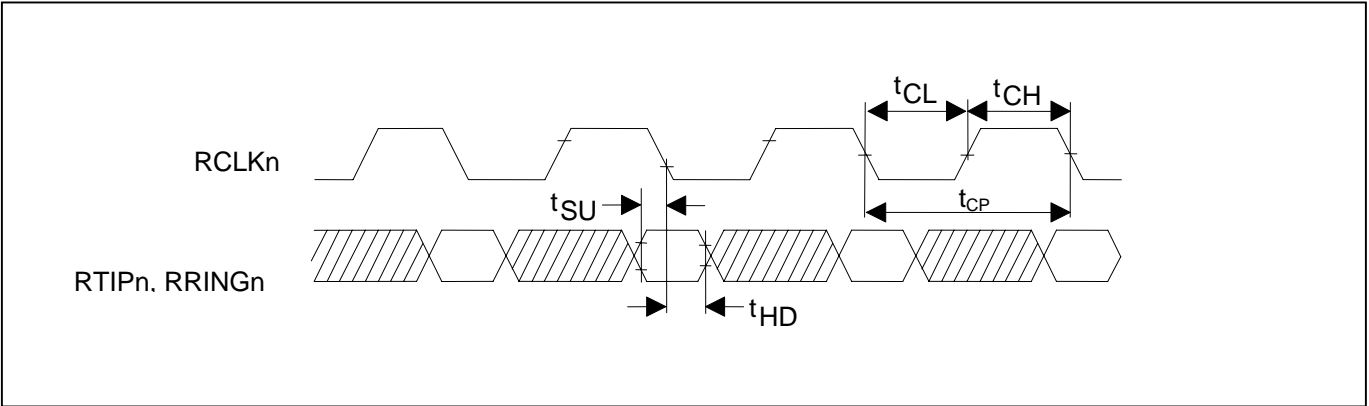 tCL tCH
RCLKn
tCP
tSU
RTIPn, RRINGn
tHD